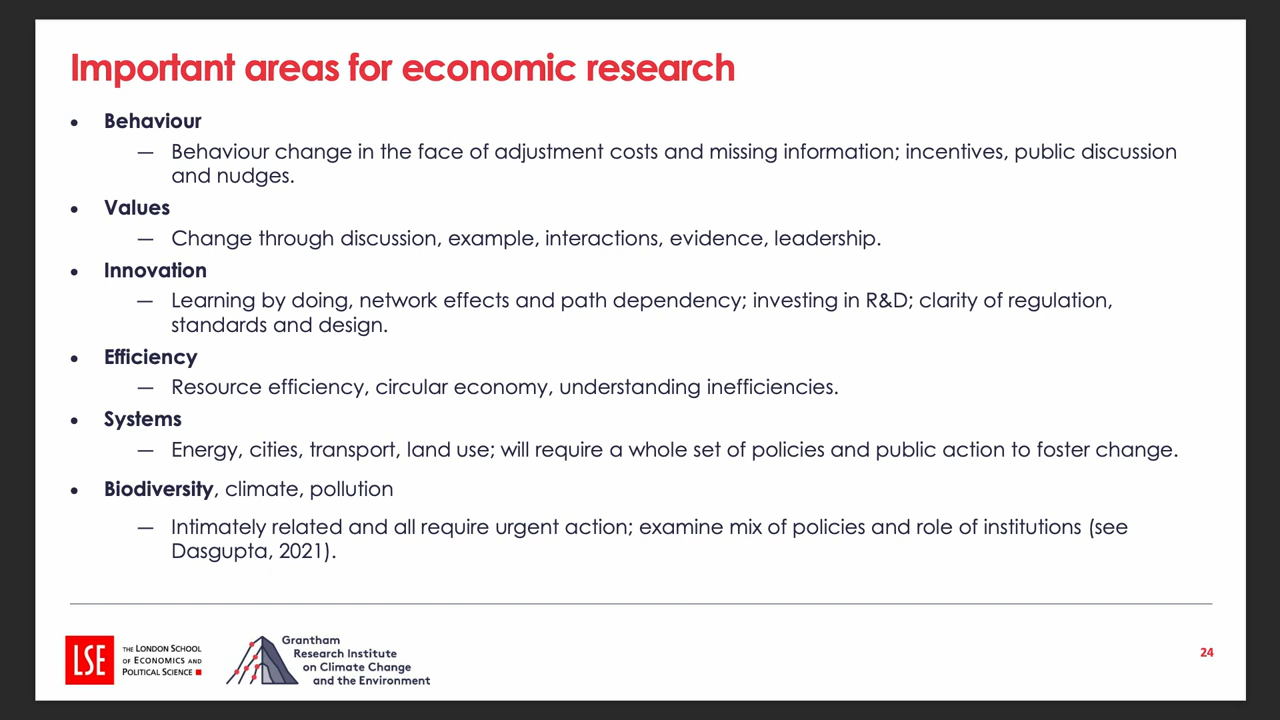 Important areas for economic research
• Behaviour
— Behaviour change in the face of adjustment costs and missing information; incentives, public discussion
and nudges.
• Values
— Change through discussion, example, interactions, evidence, leadership.
• Innovation
— Learning by doing, network effects and path dependency; investing in R&D; clarity of regulation,
standards and design.
• Efficiency
— Resource efficiency, circular economy, understanding inefficiencies.
• Systems
— Energy, cities, transport, land use; will require a whole set of policies and public action to foster change.
• Biodiversity, climate, pollution
— Intimately related and all require urgent action; examine mix of policies and role of institutions (see
Dasgupta, 2021).
LSE
THE LONDON SCHOOL
OF ECONOMICS AND
POLITICAL SCIENCE
Grantham
Research Institute
on Climate Change
and the Environment
24